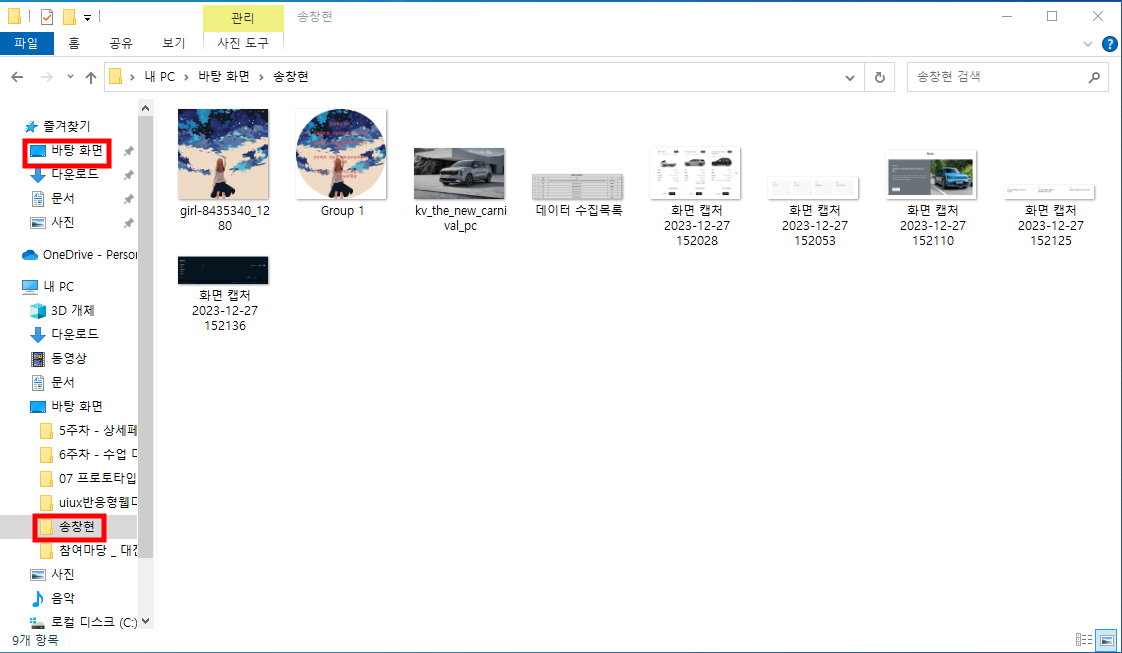 관리
송창현
파일
홈
공유
보기
사진 도구
내 PC
바탕 화면
송창현
송창현 검색
즐겨찾기
바탕 화면
다운로드
문서
사진
OneDrive - Person
내 PC
3D 개체
다운로드
동영상
문서
바탕 화면
5주차 - 상세페
6주차 - 수업
07 프로토타입
uiux반응형웹디
송창현
참여마당 _ 대전
사진
음악
로컬 디스크 (C:)
girl-8435340_12
80
Group 1
kv_the_new_carni
val_pc
데이터 수집목록
화면 캡처
2023-12-27
152028
화면 캡처
2023-12-27
152053
화면 캡처
2023-12-27
152110
화면 캡처
2023-12-27
152125
화면 캡처
2023-12-27
152136
9개 항목